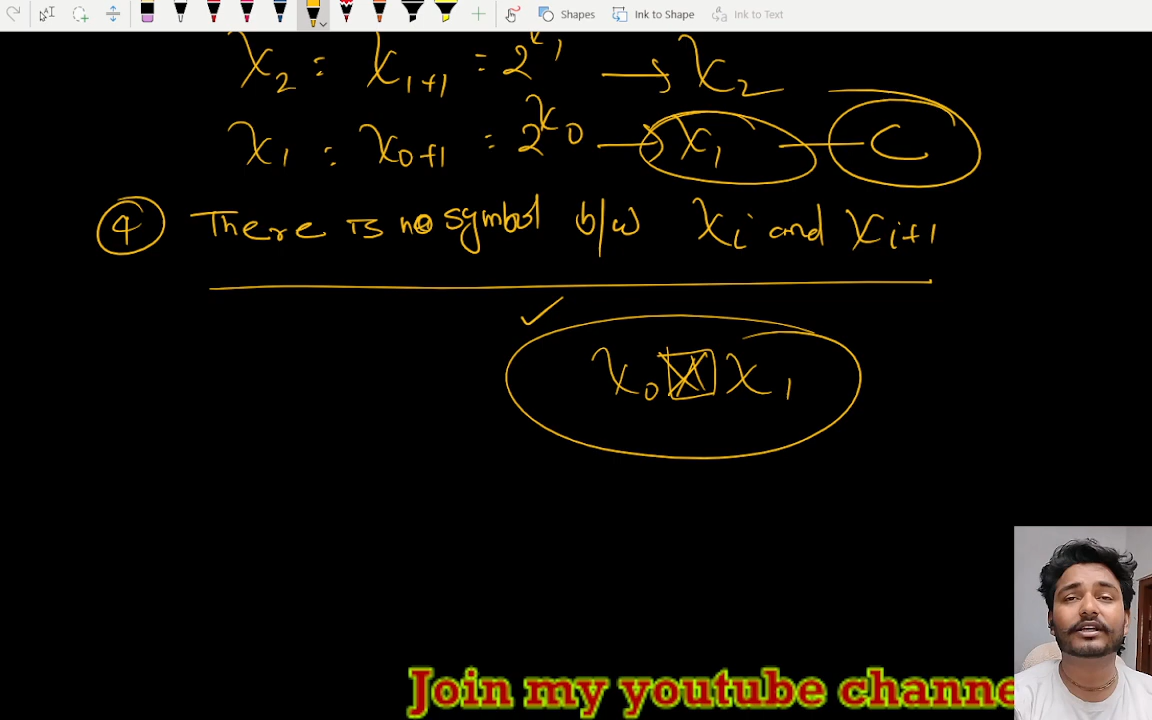 Shapes Ink to Shape Ink to Text
X₂ : X₁₊₁ : 2^X₁ → X₂
X₁ : X₀₊₁ : 2^X₀ → X₁ — C
④ There is no symbol b/w Xᵢ and Xᵢ₊₁
✓
X₀ ☒ X₁
Join my youtube channe